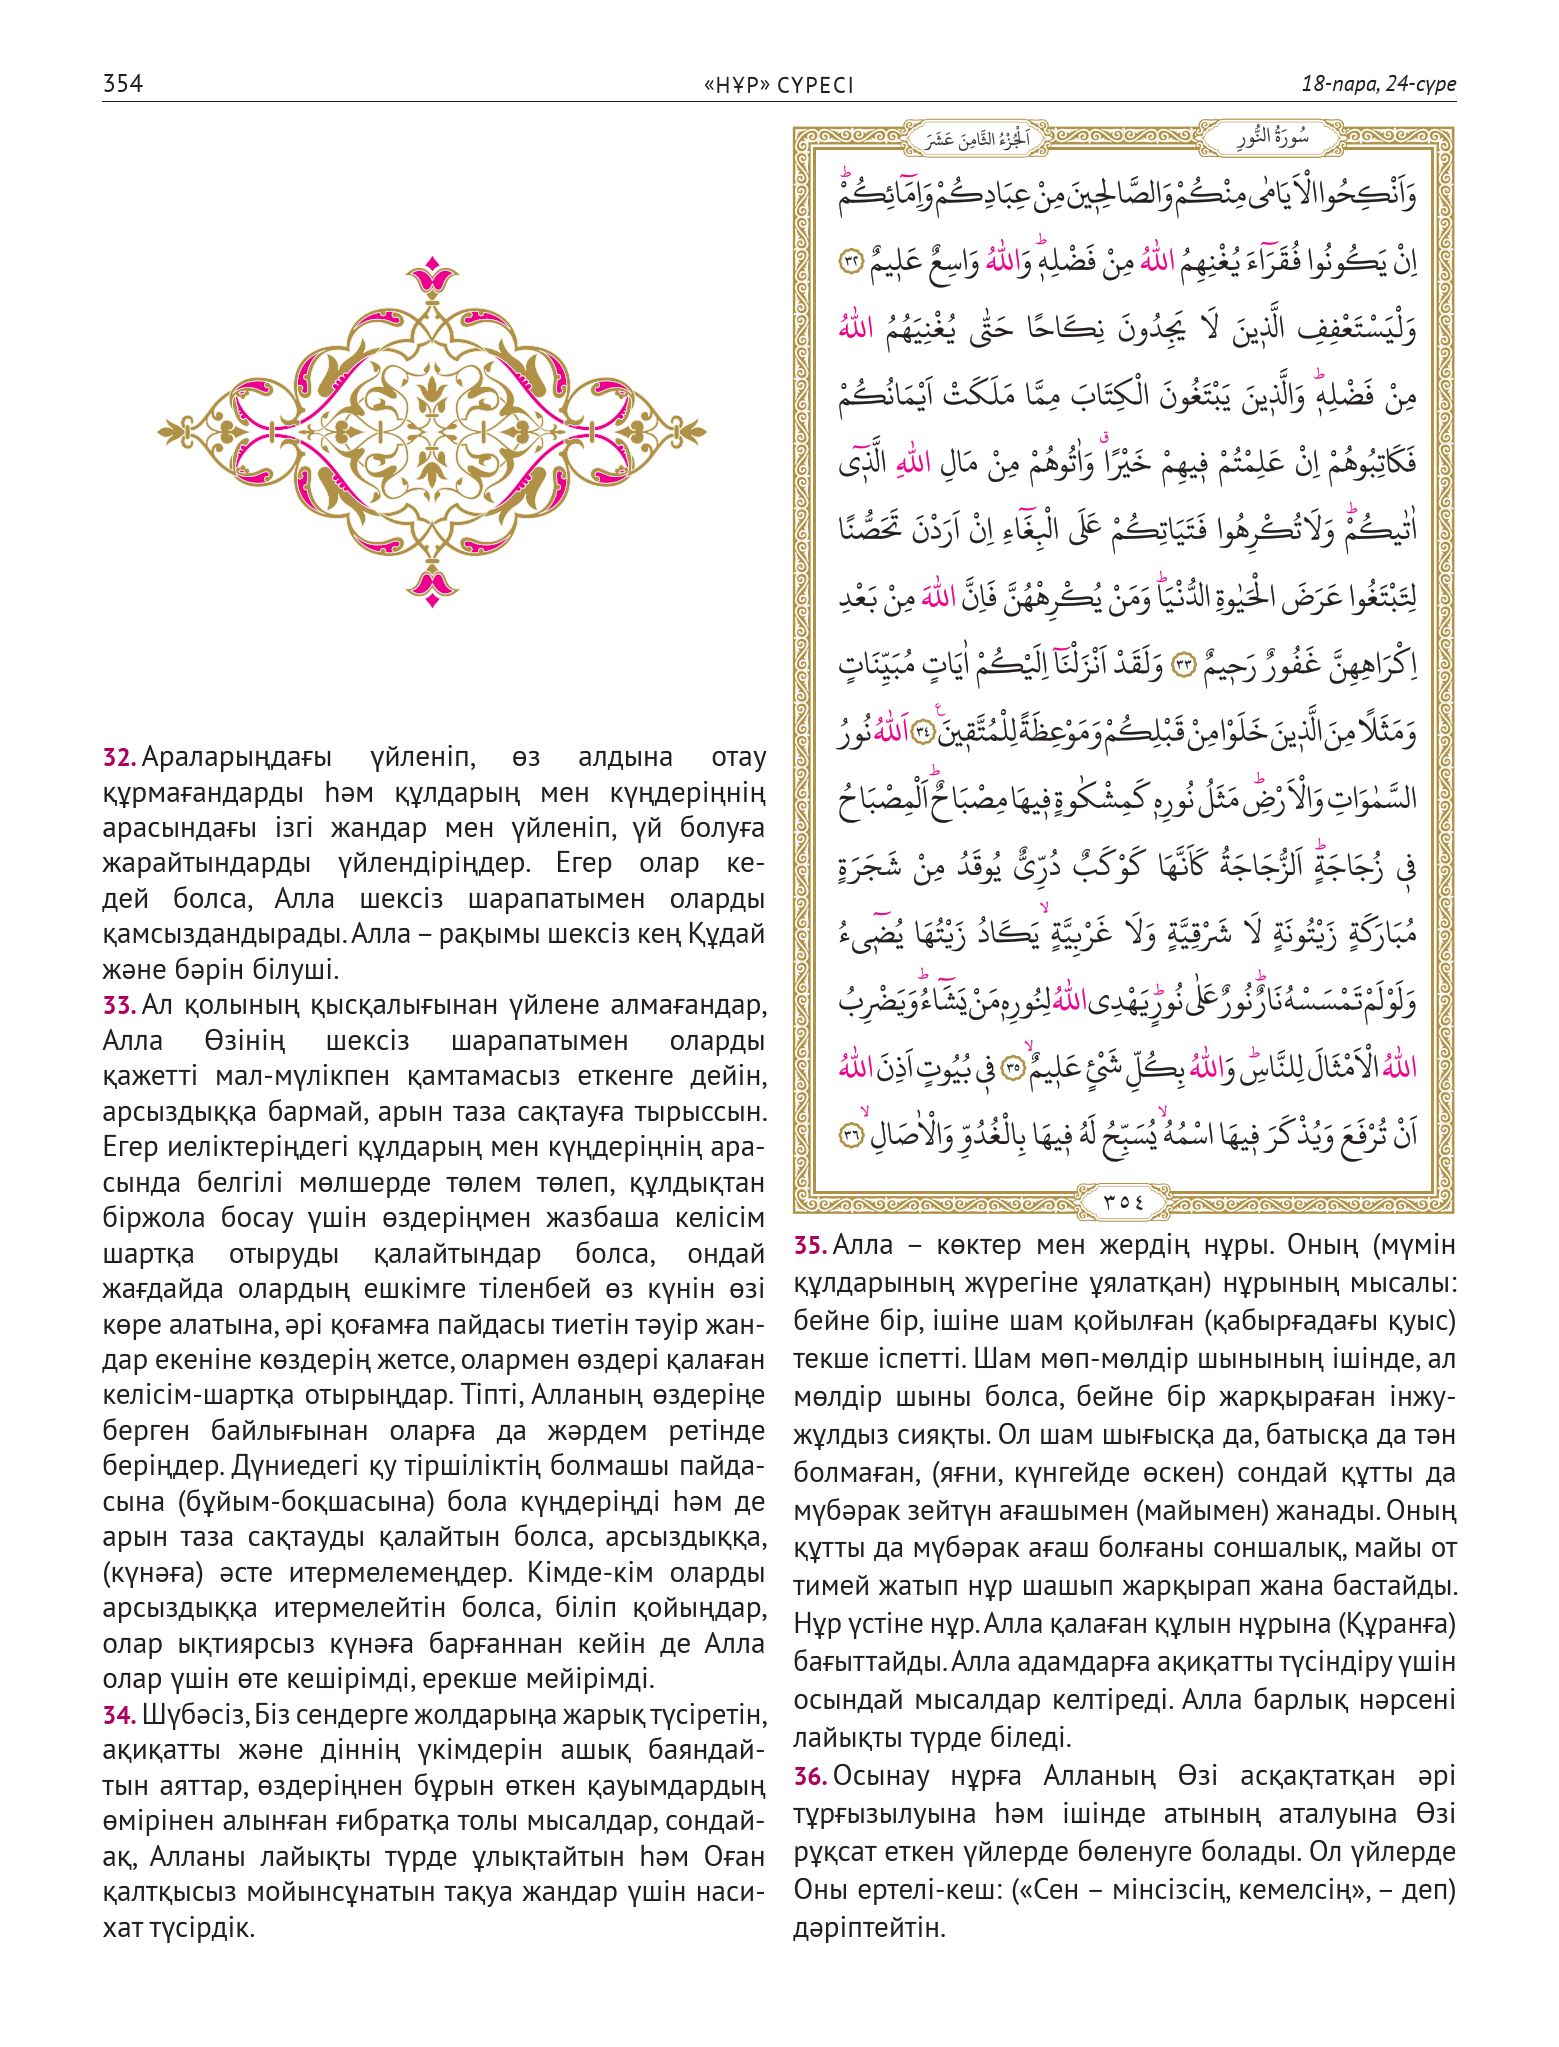 354
«НҰР» СҮРЕСІ
18-пара, 24-сүре
32. Араларыңдағы үйленіп, өз алдына отау
құрмағандарды һәм құлдарың мен күңдеріңнің
арасындағы ізгі жандар мен үйленіп, үй болуға
жарайтындарды үйлендіріңдер. Егер олар ке-
дей болса, Алла шексіз шарапатымен оларды
қамсыздандырады. Алла – рақымы шексіз кең Құдай
және бәрін білуші.
33. Ал қолының қысқалығынан үйлене алмағандар,
Алла Өзінің шексіз шарапатымен оларды
қажетті мал-мүлікпен қамтамасыз еткенге дейін,
арсыздыққа бармай, арын таза сақтауға тырыссын.
Егер иеліктеріңдегі құлдарың мен күңдеріңнің ара-
сында белгілі мөлшерде төлем төлеп, құлдықтан
біржола босау үшін өздеріңмен жазбаша келісім
шартқа отыруды қалайтындар болса, ондай
жағдайда олардың ешкімге тіленбей өз күнін өзі
көре алатына, әрі қоғамға пайдасы тиетін тәуір жан-
дар екеніне көздерің жетсе, олармен өздері қалаған
келісім-шартқа отырыңдар. Тіпті, Алланың өздеріңе
берген байлығынан оларға да жәрдем ретінде
беріңдер. Дүниедегі қу тіршіліктің болмашы пайда-
сына (бұйым-боқшасына) бола күңдеріңді һәм де
арын таза сақтауды қалайтын болса, арсыздыққа,
(күнәға) әсте итермелемеңдер. Кімде-кім оларды
арсыздыққа итермелейтін болса, біліп қойыңдар,
олар ықтиярсыз күнәға барғаннан кейін де Алла
олар үшін өте кешірімді, ерекше мейірімді.
34. Шүбәсіз, Біз сендерге жолдарыңа жарық түсіретін,
ақиқатты және діннің үкімдерін ашық баяндай-
тын аяттар, өздеріңнен бұрын өткен қауымдардың
өмірінен алынған ғибратқа толы мысалдар, сондай-
ақ, Алланы лайықты түрде ұлықтайтын һәм Оған
қалтқысыз мойынсұнатын тақуа жандар үшін наси-
хат түсірдік.
سُورَةُ النُّورِ
اَلْجُزْءُ الثَّامِنَ عَشَرَ
وَاَنْكِحُوا الْاَيَامٰى مِنْكُمْ وَالصَّالِحٖينَ مِنْ عِبَادِكُمْ وَاِمَٓائِكُمْؕ
اِنْ يَكُونُوا فُقَرَٓاءَ يُغْنِهِمُ اللّٰهُ مِنْ فَضْلِهٖؕ وَاللّٰهُ وَاسِعٌ عَلٖيمٌ ﴿٣٢﴾
وَلْيَسْتَعْفِفِ الَّذٖينَ لَا يَجِدُونَ نِكَاحًا حَتّٰى يُغْنِيَهُمُ اللّٰهُ
مِنْ فَضْلِهٖؕ وَالَّذٖينَ يَبْتَغُونَ الْكِتَابَ مِمَّا مَلَكَتْ اَيْمَانُكُمْ
فَكَاتِبُوهُمْ اِنْ عَلِمْتُمْ فٖيهِمْ خَيْرًاۗ وَاٰتُوهُمْ مِنْ مَالِ اللّٰهِ الَّذٖٓى
اٰتٰيكُمْؕ وَلَا تُكْرِهُوا فَتَيَاتِكُمْ عَلَى الْبِغَٓاءِ اِنْ اَرَدْنَ تَحَصُّنًا
لِتَبْتَغُوا عَرَضَ الْحَيٰوةِ الدُّنْيَاؕ وَمَنْ يُكْرِهْهُنَّ فَاِنَّ اللّٰهَ مِنْ بَعْدِ
اِكْرَاهِهِنَّ غَفُورٌ رَحٖيمٌ ﴿٣٣﴾ وَلَقَدْ اَنْزَلْنَٓا اِلَيْكُمْ اٰيَاتٍ مُبَيِّنَاتٍ
وَمَثَلًا مِنَ الَّذٖينَ خَلَوْا مِنْ قَبْلِكُمْ وَمَوْعِظَةً لِلْمُتَّقٖينَ ﴿٣٤﴾ اَللّٰهُ نُورُ
السَّمٰوَاتِ وَالْاَرْضِؕ مَثَلُ نُورِهٖ كَمِشْكٰوةٍ فٖيهَا مِصْبَاحٌؕ اَلْمِصْبَاحُ
فٖى زُجَاجَةٍؕ اَلزُّجَاجَةُ كَاَنَّهَا كَوْكَبٌ دُرِّىٌّ يُوقَدُ مِنْ شَجَرَةٍ
مُبَارَكَةٍ زَيْتُونَةٍ لَا شَرْقِيَّةٍ وَلَا غَرْبِيَّةٍۙ يَكَادُ زَيْتُهَا يُضٖٓىءُ
وَلَوْ لَمْ تَمْسَسْهُ نَارٌؕ نُورٌ عَلٰى نُورٍؕ يَهْدِى اللّٰهُ لِنُورِهٖ مَنْ يَشَٓاءُؕ وَيَضْرِبُ
اللّٰهُ الْاَمْثَالَ لِلنَّاسِؕ وَاللّٰهُ بِكُلِّ شَىْءٍ عَلٖيمٌۙ ﴿٣٥﴾ فٖى بُيُوتٍ اَذِنَ اللّٰهُ
اَنْ تُرْفَعَ وَيُذْكَرَ فٖيهَا اسْمُهُۙ يُسَبِّحُ لَهُ فٖيهَا بِالْغُدُوِّ وَالْاٰصَالِۙ ﴿٣٦﴾
٣٥٤
35. Алла – көктер мен жердің нұры. Оның (мүмін
құлдарының жүрегіне ұялатқан) нұрының мысалы:
бейне бір, ішіне шам қойылған (қабырғадағы қуыс)
текше іспетті. Шам мөп-мөлдір шынының ішінде, ал
мөлдір шыны болса, бейне бір жарқыраған інжу-
жұлдыз сияқты. Ол шам шығысқа да, батысқа да тән
болмаған, (яғни, күнгейде өскен) сондай құтты да
мүбәрак зейтүн ағашымен (майымен) жанады. Оның
құтты да мүбәрак ағаш болғаны соншалық, майы от
тимей жатып нұр шашып жарқырап жана бастайды.
Нұр үстіне нұр. Алла қалаған құлын нұрына (Құранға)
бағыттайды. Алла адамдарға ақиқатты түсіндіру үшін
осындай мысалдар келтіреді. Алла барлық нәрсені
лайықты түрде біледі.
36. Осынау нұрға Алланың Өзі асқақтатқан әрі
тұрғызылуына һәм ішінде атының аталуына Өзі
рұқсат еткен үйлерде бөленуге болады. Ол үйлерде
Оны ертелі-кеш: («Сен – мінсізсің, кемелсің», – деп)
дәріптейтін.